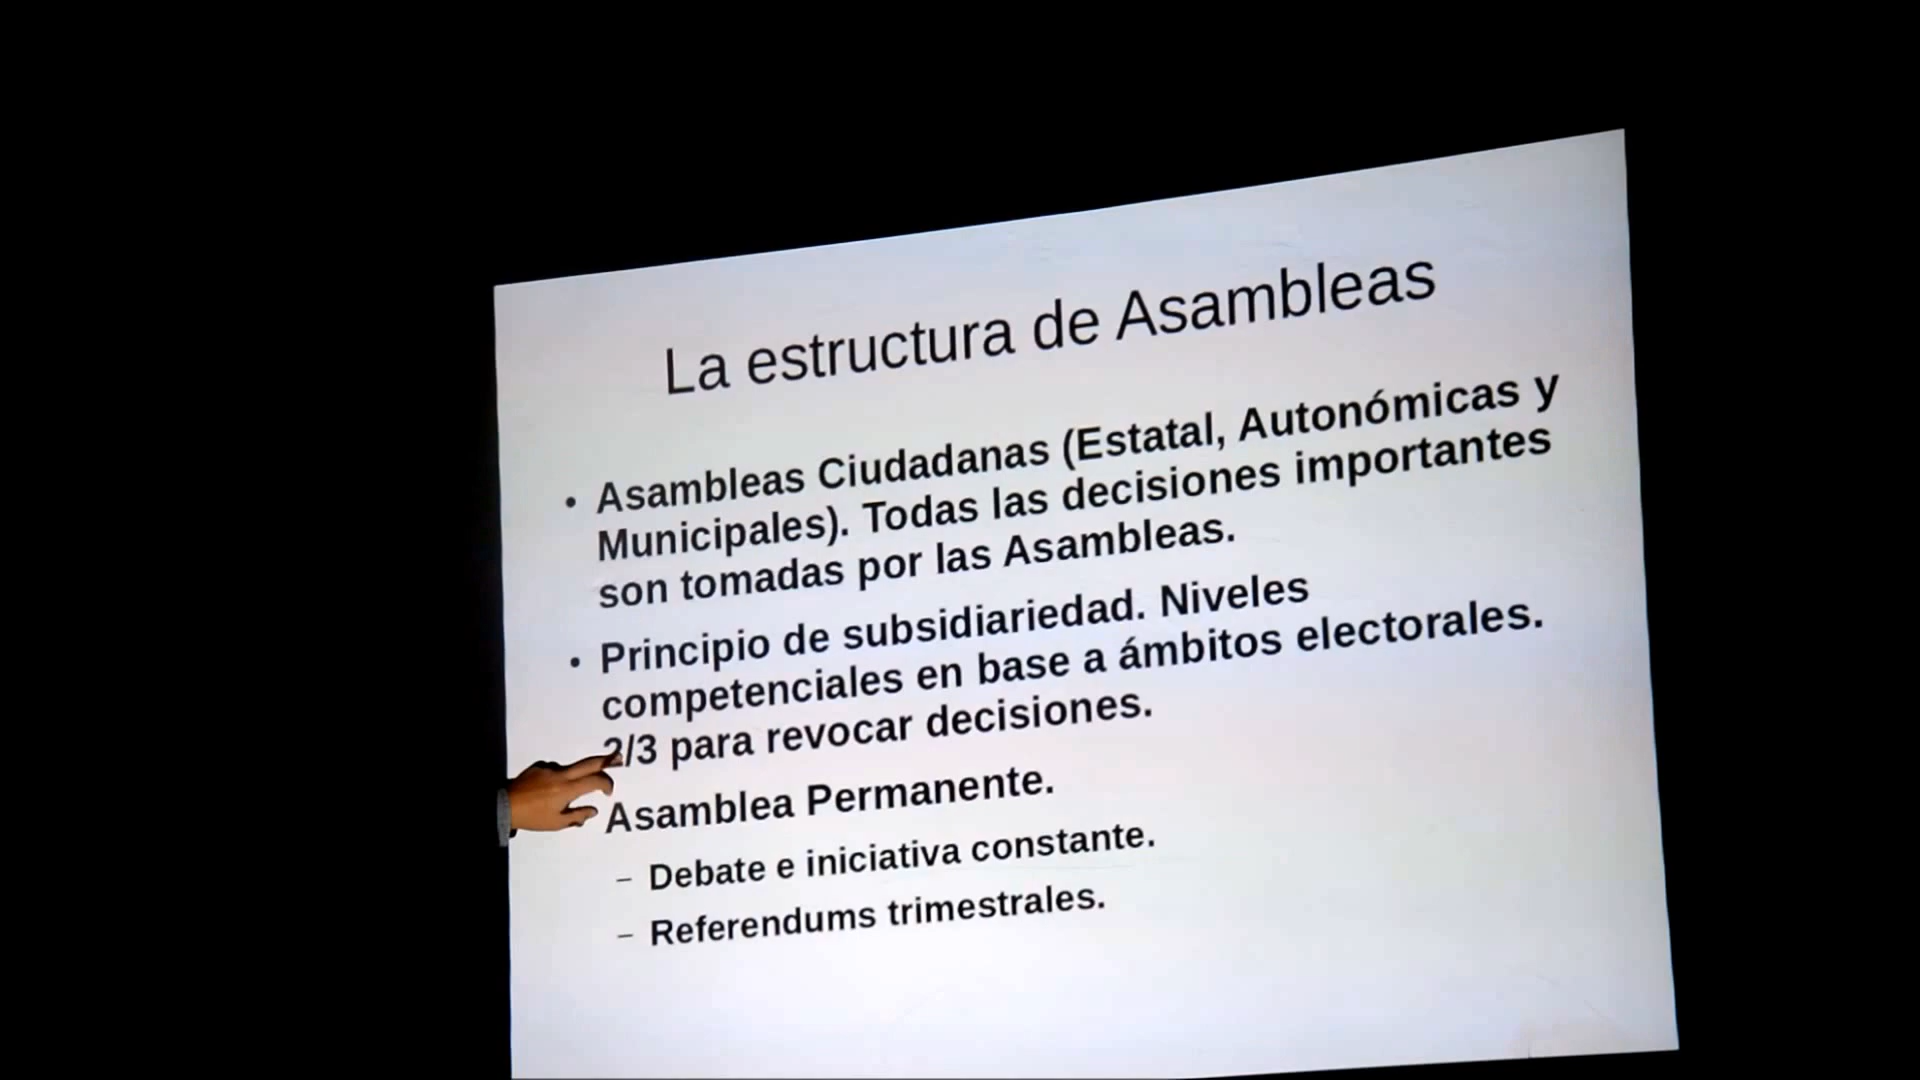 La estructura de Asambleas
• Asambleas Ciudadanas (Estatal, Autonómicas y
Municipales). Todas las decisiones importantes
son tomadas por las Asambleas.
• Principio de subsidiariedad. Niveles
competenciales en base a ámbitos electorales.
2/3 para revocar decisiones.
Asamblea Permanente.
– Debate e iniciativa constante.
– Referendums trimestrales.